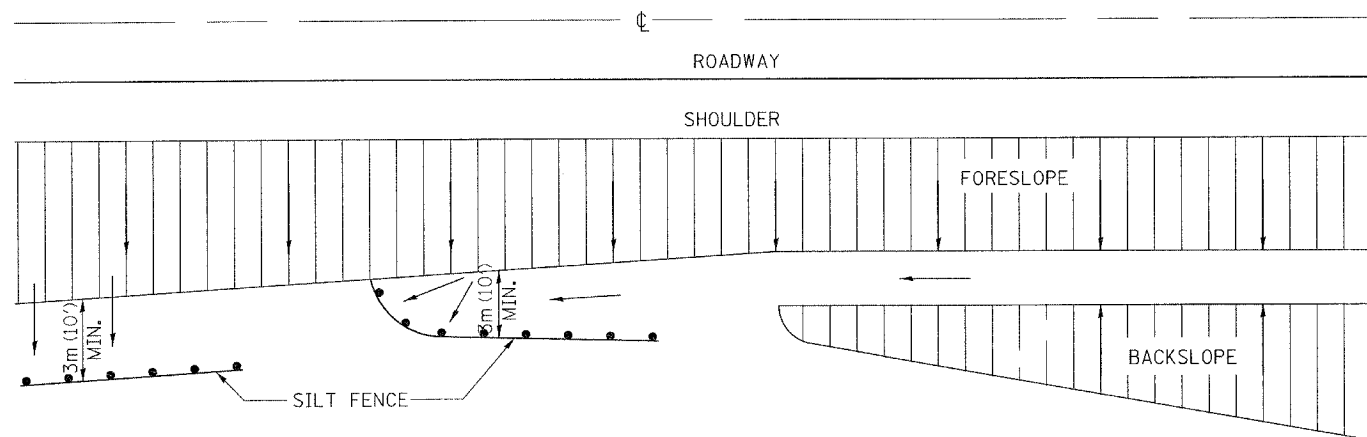 ℄
ROADWAY
SHOULDER
FORESLOPE
3m (10')
MIN.
3m (10')
MIN.
BACKSLOPE
SILT FENCE